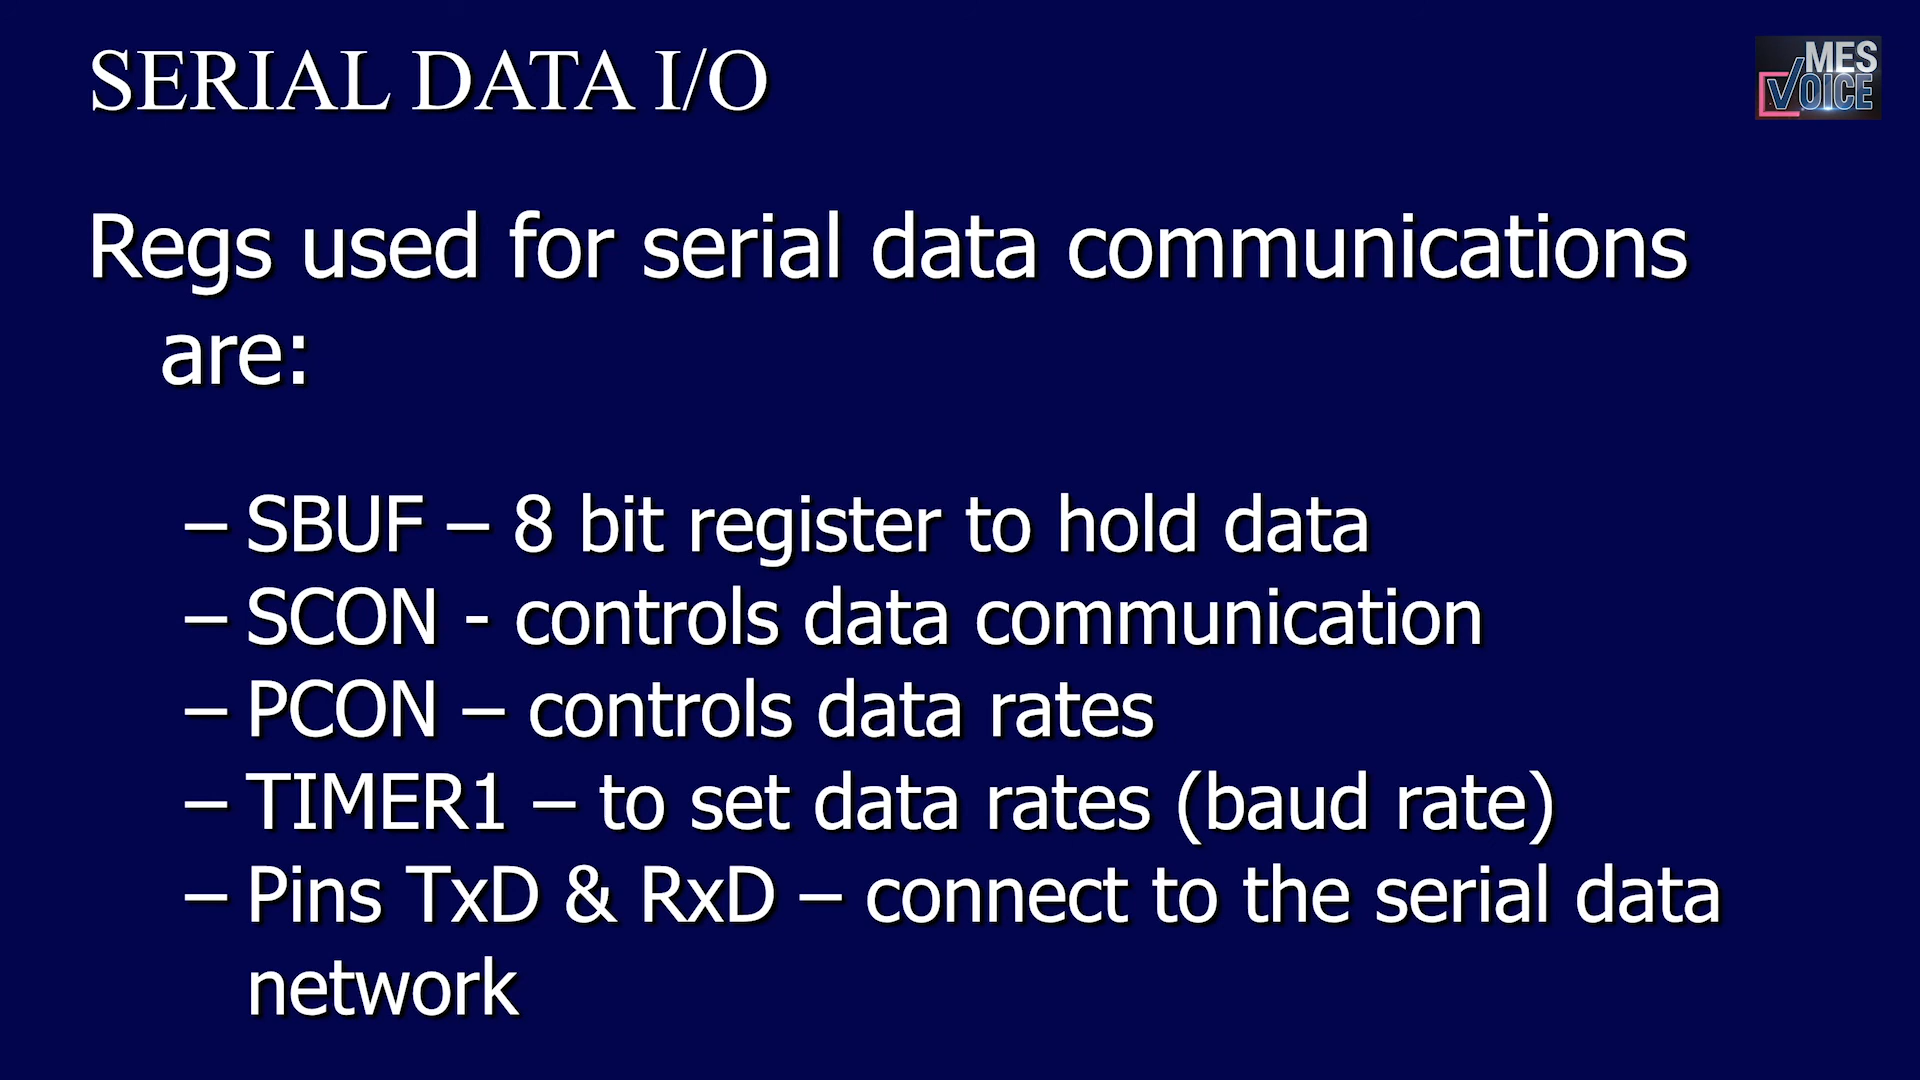 SERIAL DATA I/O
MES
VOICE
Regs used for serial data communications
are:
– SBUF – 8 bit register to hold data
– SCON - controls data communication
– PCON – controls data rates
– TIMER1 – to set data rates (baud rate)
– Pins TxD & RxD – connect to the serial data
network